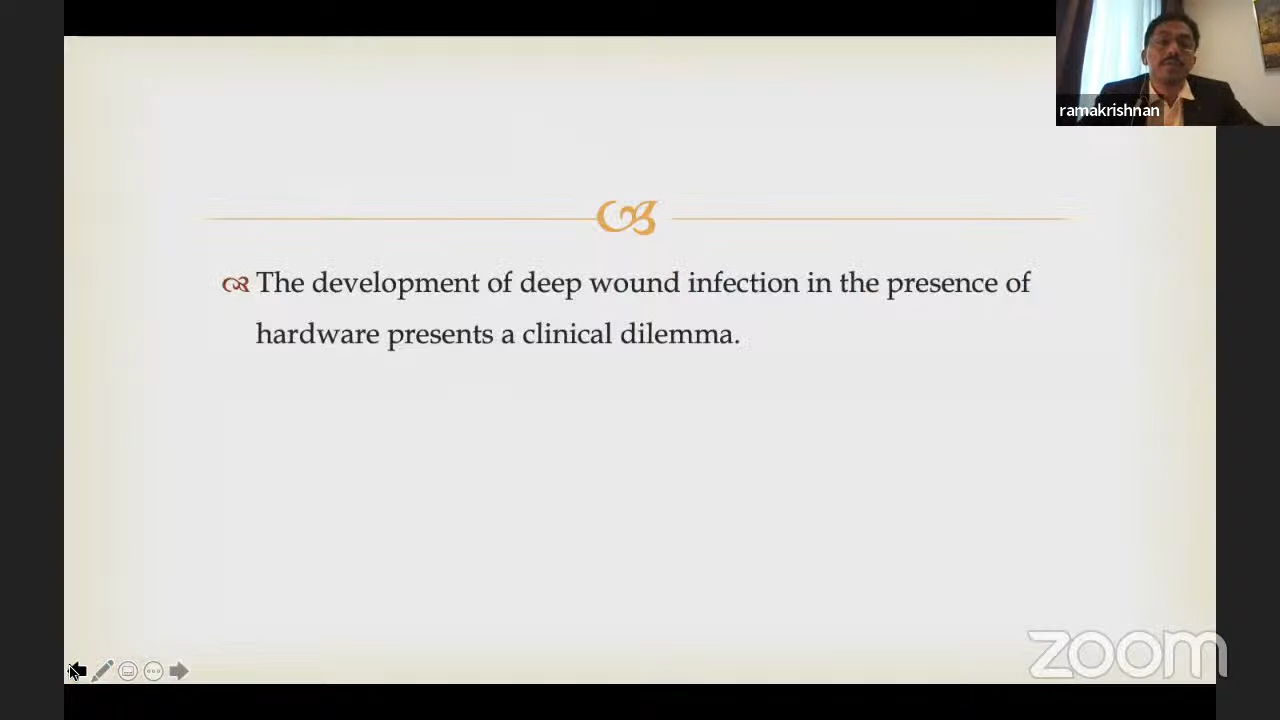 ramakrishnan
The development of deep wound infection in the presence of
hardware presents a clinical dilemma.
zoom